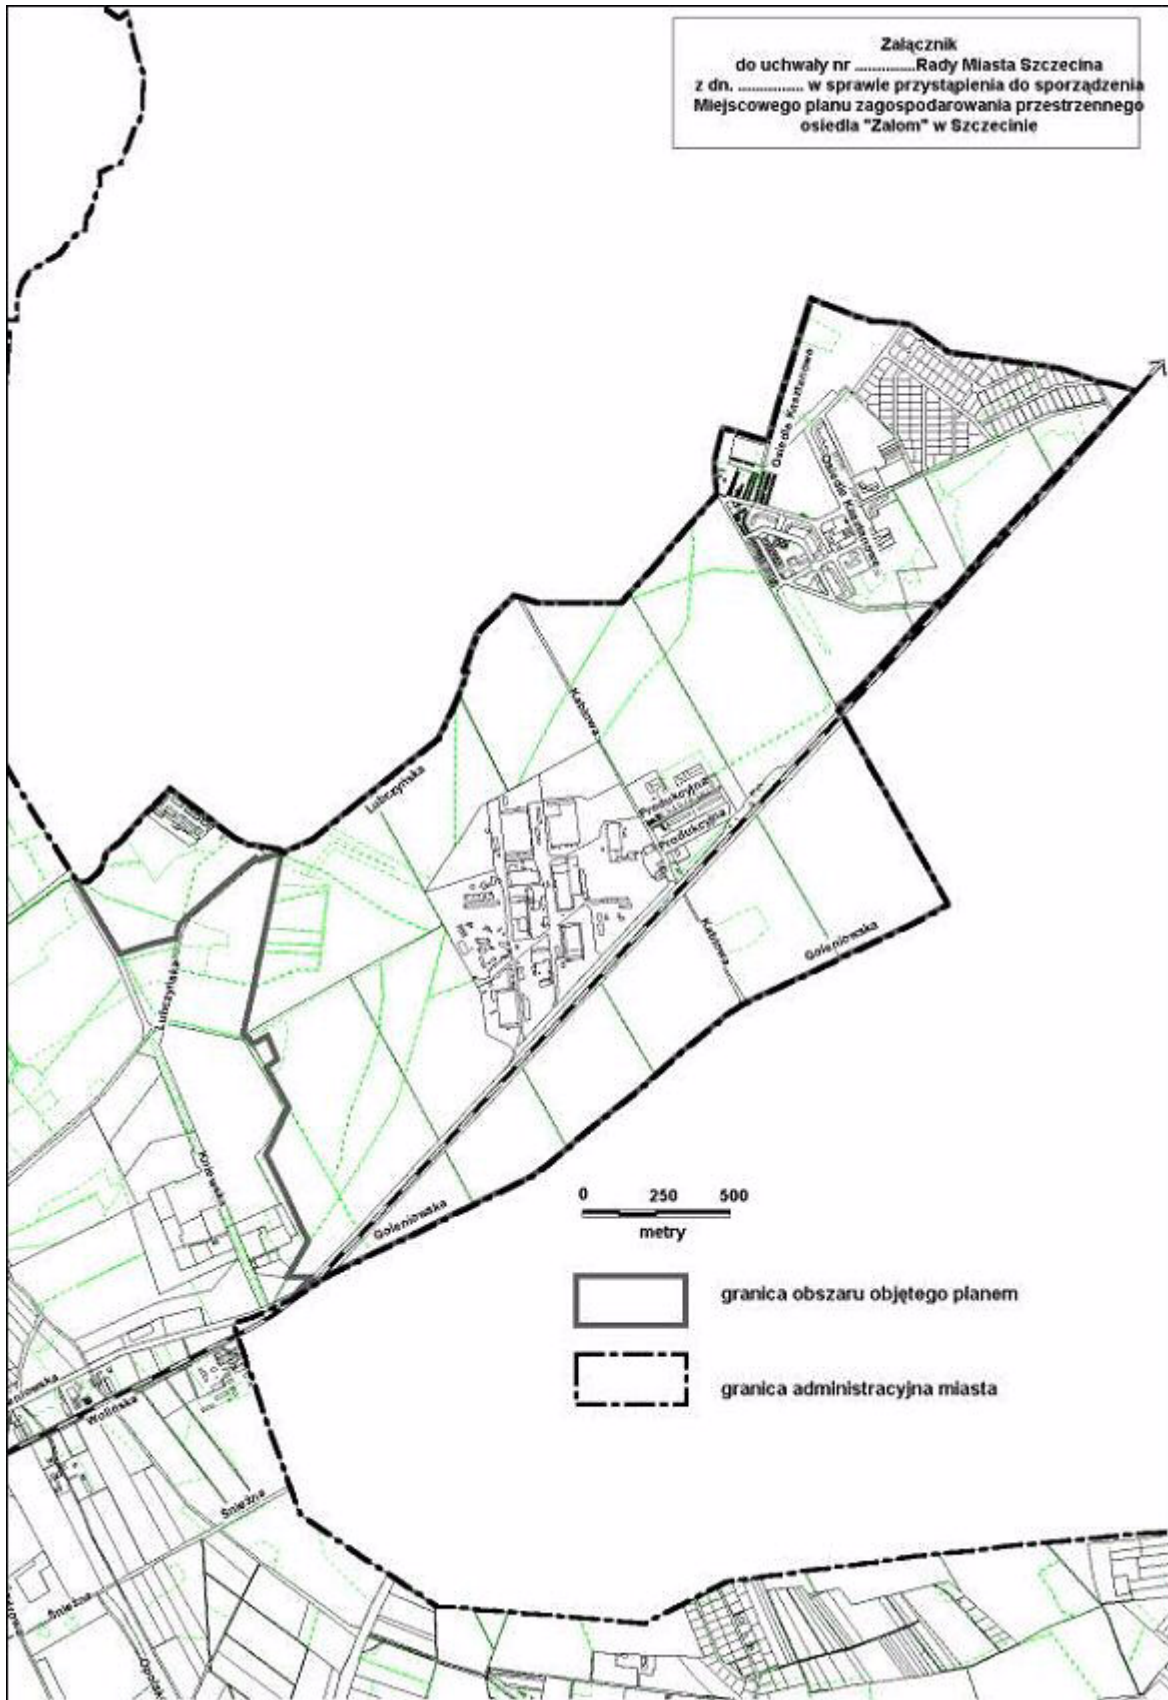 Załącznik
do uchwały nr ...............Rady Miasta Szczecina
z dn. ................ w sprawie przystąpienia do sporządzenia
Miejscowego planu zagospodarowania przestrzennego
osiedla "Załom" w Szczecinie
Osiedle Kasztanowe
Osiedle Kasztanowe
Kablowa
Lubczyńska
Produkcyjna
Produkcyjna
Kablowa
Goleniowska
Lubczyńska
Kniewska
Goleniowska
0 250 500
metry
granica obszaru objętego planem
granica administracyjna miasta
Wolińska
Śnieżna
Śnieżna